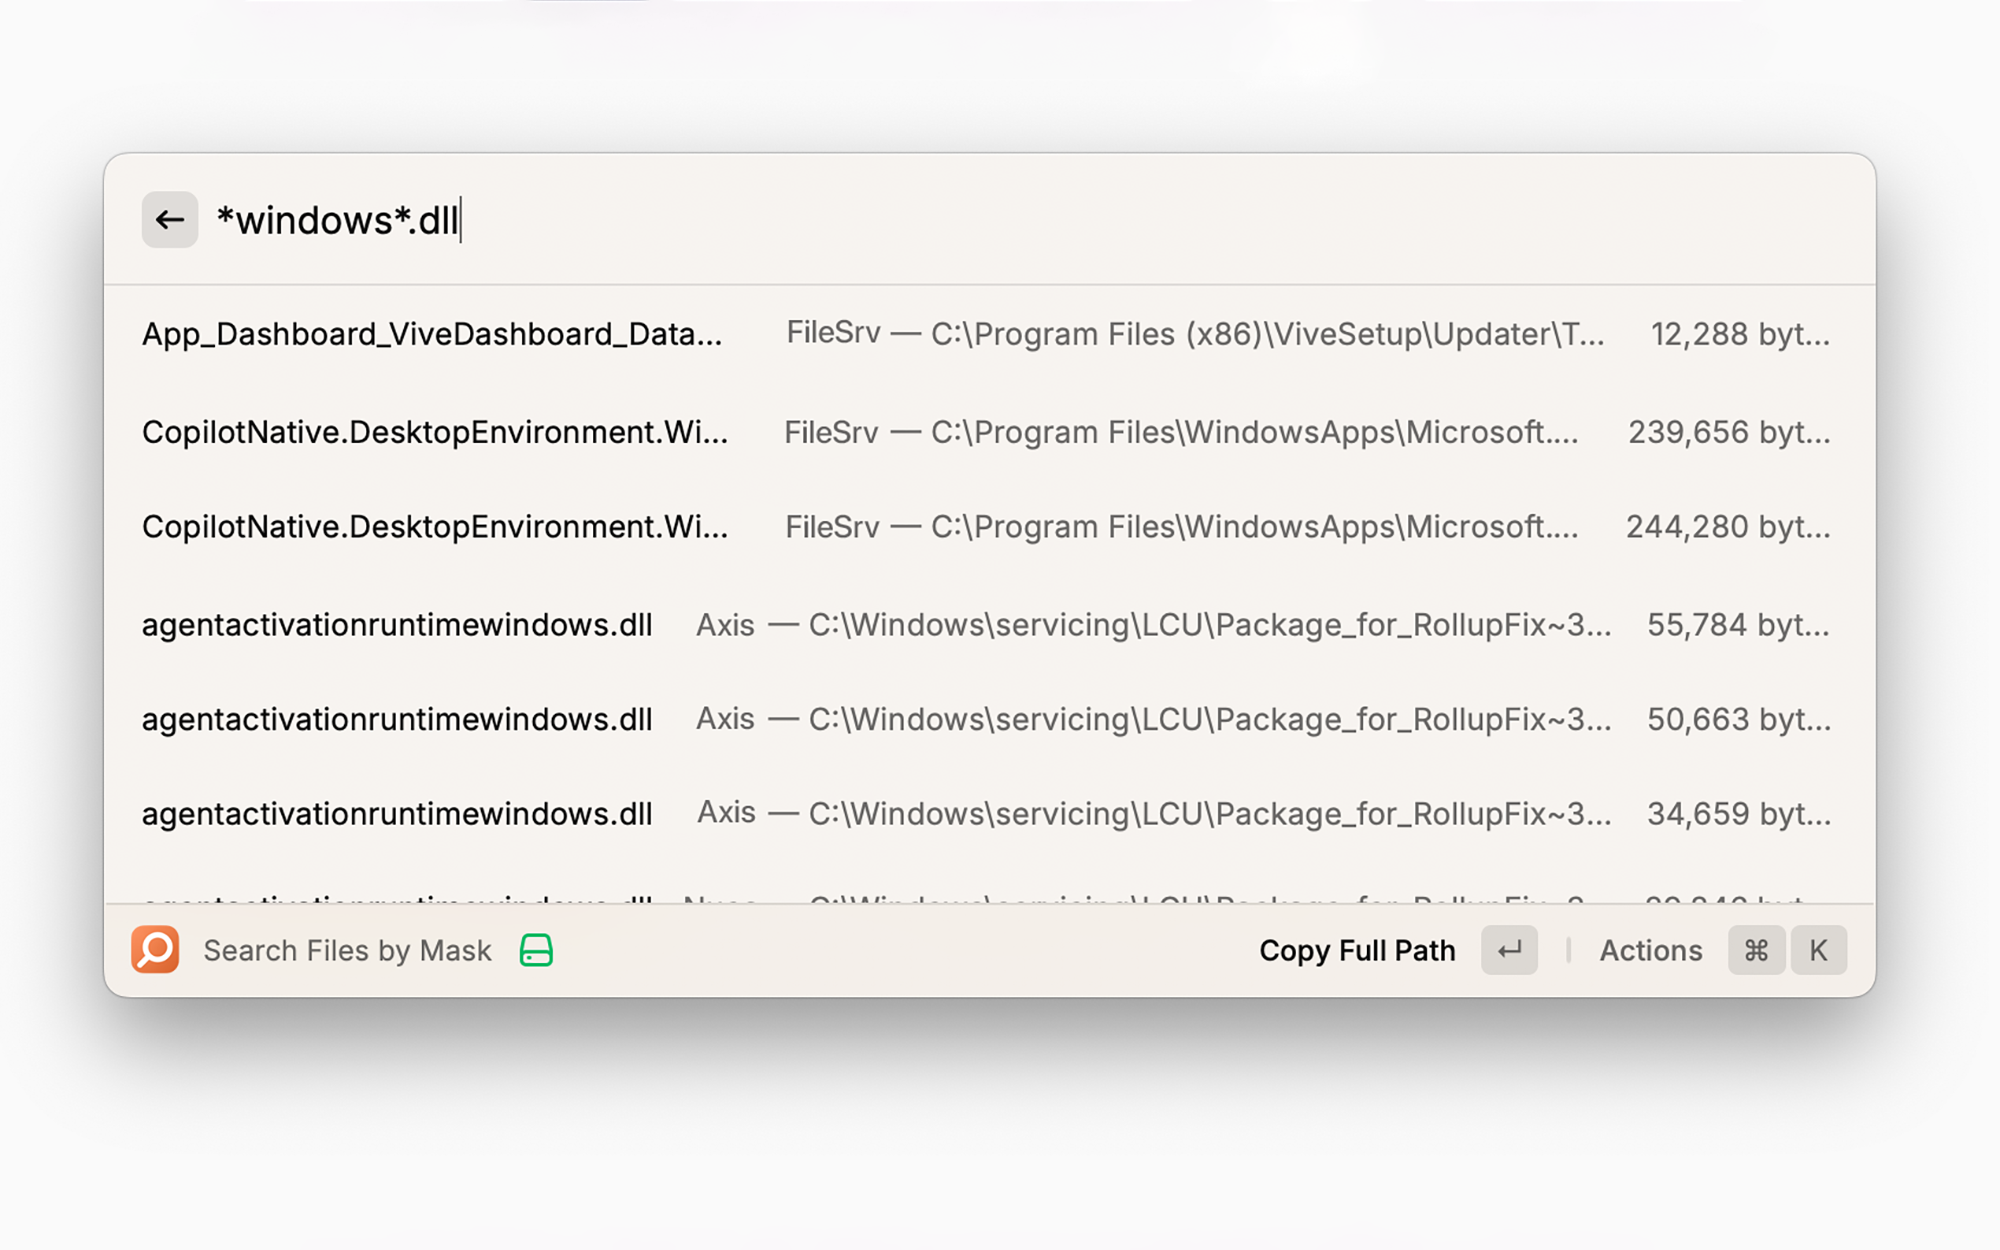 *windows*.dll
App_Dashboard_ViveDashboard_Data... FileSrv — C:\Program Files (x86)\ViveSetup\Updater\T... 12,288 byt...
CopilotNative.DesktopEnvironment.Wi... FileSrv — C:\Program Files\WindowsApps\Microsoft.... 239,656 byt...
CopilotNative.DesktopEnvironment.Wi... FileSrv — C:\Program Files\WindowsApps\Microsoft.... 244,280 byt...
agentactivationruntimewindows.dll Axis — C:\Windows\servicing\LCU\Package_for_RollupFix~3... 55,784 byt...
agentactivationruntimewindows.dll Axis — C:\Windows\servicing\LCU\Package_for_RollupFix~3... 50,663 byt...
agentactivationruntimewindows.dll Axis — C:\Windows\servicing\LCU\Package_for_RollupFix~3... 34,659 byt...
Search Files by Mask Copy Full Path ↵ Actions ⌘ K